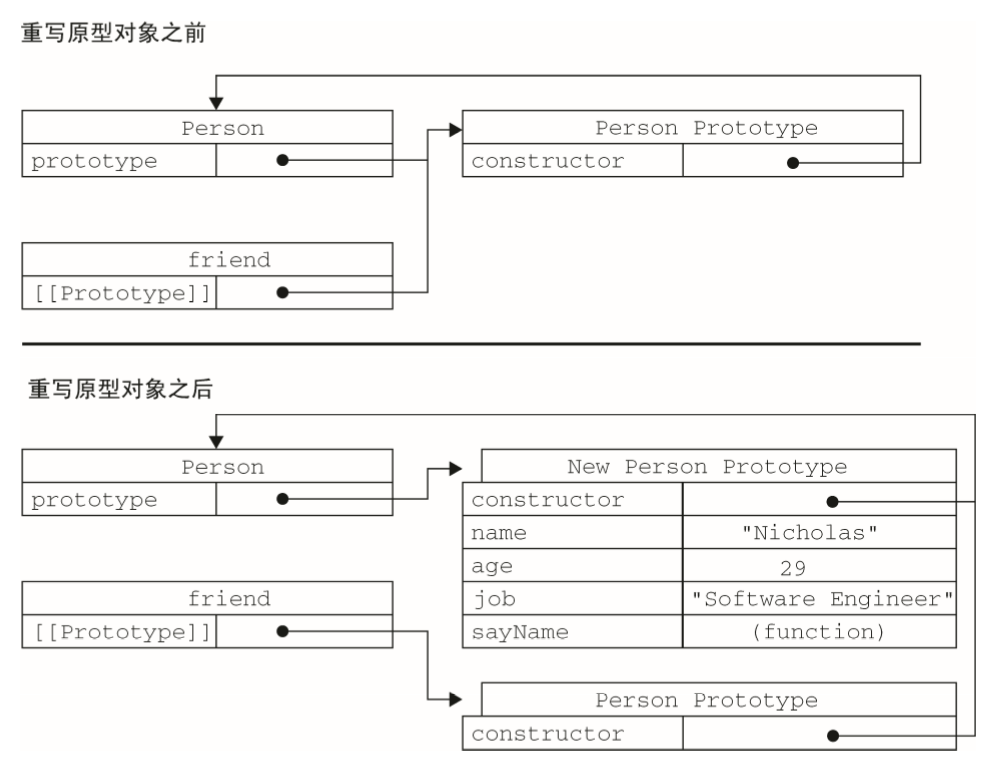 重写原型对象之前
Person
prototype
Person Prototype
constructor
friend
[[Prototype]]
重写原型对象之后
Person
prototype
New Person Prototype
constructor
name "Nicholas"
age 29
job "Software Engineer"
sayName (function)
friend
[[Prototype]]
Person Prototype
constructor